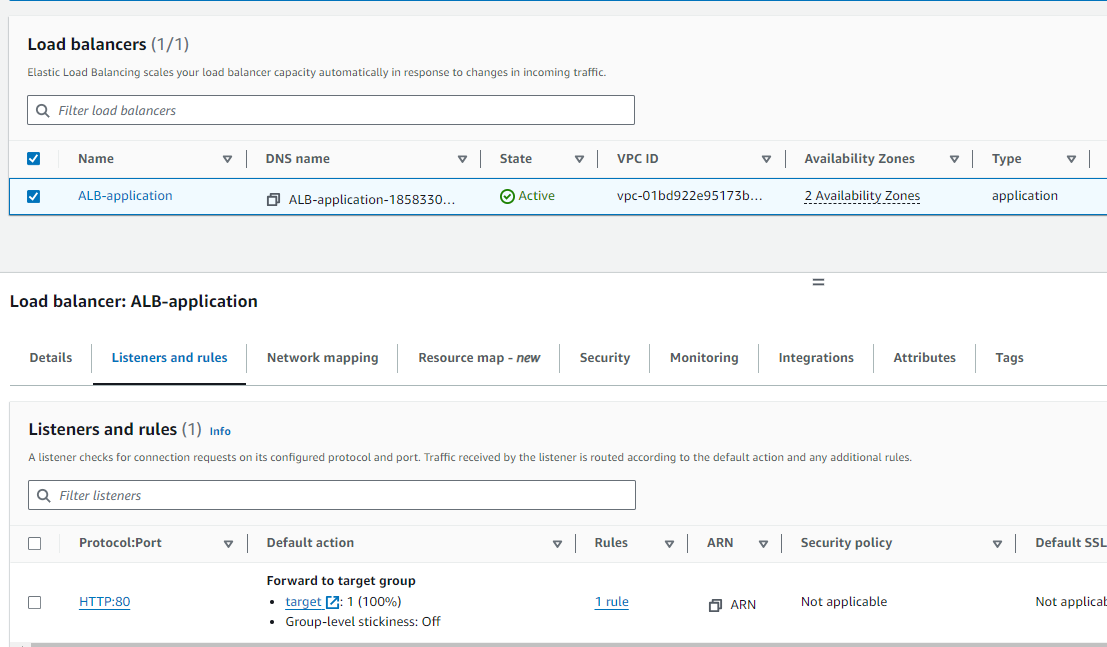 Load balancers (1/1)
Elastic Load Balancing scales your load balancer capacity automatically in response to changes in incoming traffic.
Filter load balancers
Name DNS name State VPC ID Availability Zones Type
ALB-application ALB-application-1858330... Active vpc-01bd922e95173b... 2 Availability Zones application
Load balancer: ALB-application
Details Listeners and rules Network mapping Resource map - new Security Monitoring Integrations Attributes Tags
Listeners and rules (1) Info
A listener checks for connection requests on its configured protocol and port. Traffic received by the listener is routed according to the default action and any additional rules.
Filter listeners
Protocol:Port Default action Rules ARN Security policy Default SSL
Forward to target group
HTTP:80 • target : 1 (100%) 1 rule ARN Not applicable Not applicab
• Group-level stickiness: Off